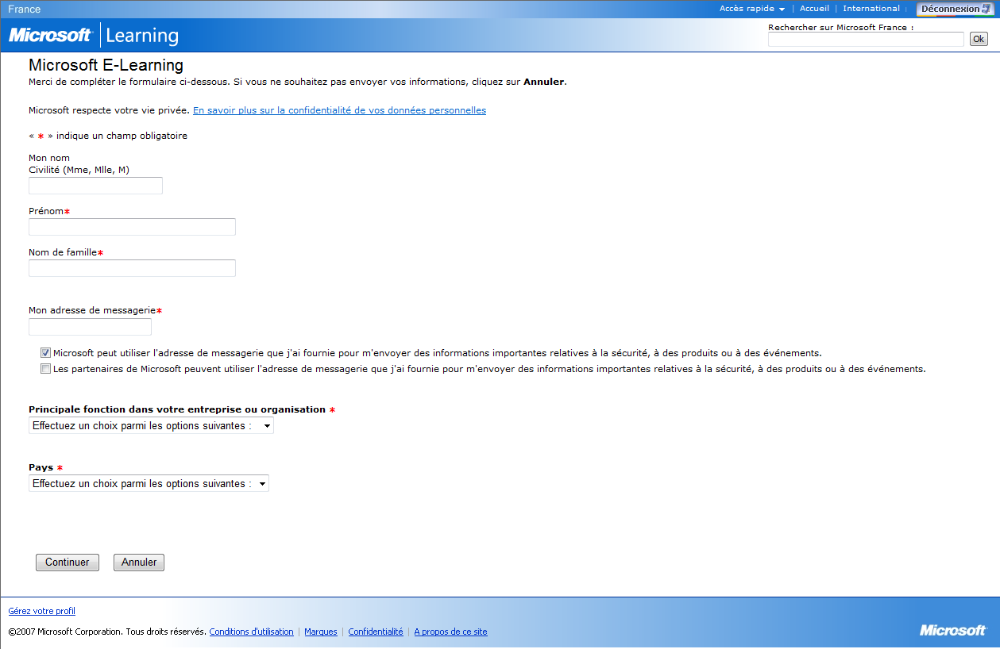 France
Accès rapide | Accueil | International | Déconnexion
Microsoft | Learning
Rechercher sur Microsoft France :
Ok
Microsoft E-Learning
Merci de compléter le formulaire ci-dessous. Si vous ne souhaitez pas envoyer vos informations, cliquez sur Annuler.
Microsoft respecte votre vie privée. En savoir plus sur la confidentialité de vos données personnelles
« * » indique un champ obligatoire
Mon nom
Civilité (Mme, Mlle, M)
Prénom*
Nom de famille*
Mon adresse de messagerie*
Microsoft peut utiliser l'adresse de messagerie que j'ai fournie pour m'envoyer des informations importantes relatives à la sécurité, à des produits ou à des événements.
Les partenaires de Microsoft peuvent utiliser l'adresse de messagerie que j'ai fournie pour m'envoyer des informations importantes relatives à la sécurité, à des produits ou à des événements.
Principale fonction dans votre entreprise ou organisation *
Effectuez un choix parmi les options suivantes :
Pays *
Effectuez un choix parmi les options suivantes :
Continuer Annuler
Gérez votre profil
©2007 Microsoft Corporation. Tous droits réservés. Conditions d'utilisation | Marques | Confidentialité | A propos de ce site
Microsoft